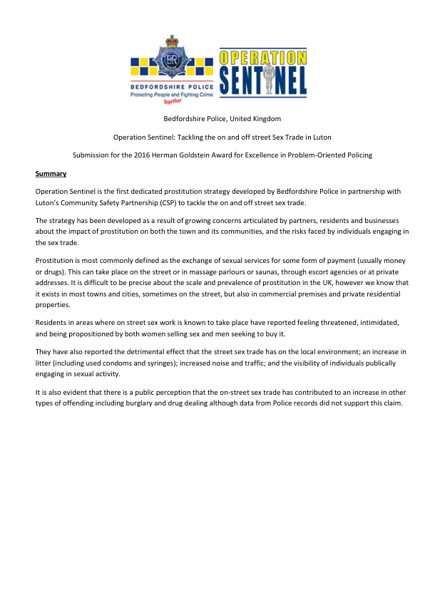 OPERATION
SENTINEL
BEDFORDSHIRE POLICE
Protecting People and Fighting Crime
Together
Bedfordshire Police, United Kingdom
Operation Sentinel: Tackling the on and off street Sex Trade in Luton
Submission for the 2016 Herman Goldstein Award for Excellence in Problem-Oriented Policing
Summary
Operation Sentinel is the first dedicated prostitution strategy developed by Bedfordshire Police in partnership with
Luton's Community Safety Partnership (CSP) to tackle the on and off street sex trade.
The strategy has been developed as a result of growing concerns articulated by partners, residents and businesses
about the impact of prostitution on both the town and its communities, and the risks faced by individuals engaging in
the sex trade.
Prostitution is most commonly defined as the exchange of sexual services for some form of payment (usually money
or drugs). This can take place on the street or in massage parlours or saunas, through escort agencies or at private
addresses. It is difficult to be precise about the scale and prevalence of prostitution in the UK, however we know that
it exists in most towns and cities, sometimes on the street, but also in commercial premises and private residential
properties.
Residents in areas where on street sex work is known to take place have reported feeling threatened, intimidated,
and being propositioned by both women selling sex and men seeking to buy it.
They have also reported the detrimental effect that the street sex trade has on the local environment; an increase in
litter (including used condoms and syringes); increased noise and traffic; and the visibility of individuals publically
engaging in sexual activity.
It is also evident that there is a public perception that the on-street sex trade has contributed to an increase in other
types of offending including burglary and drug dealing although data from Police records did not support this claim.